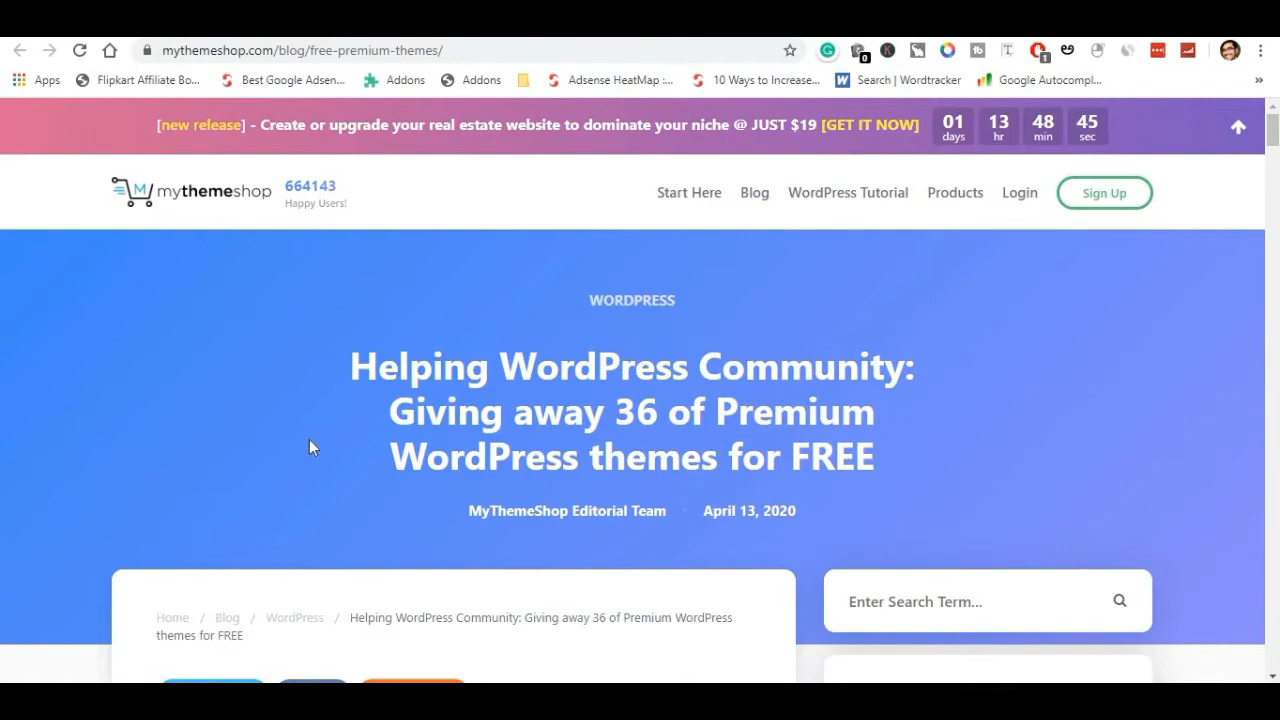 mythemeshop.com/blog/free-premium-themes/
0
1
Apps
Flipkart Affiliate Bo...
Best Google Adsen...
Addons
Addons
Adsense HeatMap :...
10 Ways to Increase...
Search | Wordtracker
Google Autocompl...
»
[new release] - Create or upgrade your real estate website to dominate your niche @ JUST $19 [GET IT NOW]
01 13 48 45
days hr min sec
mythemeshop
664143
Happy Users!
Start Here
Blog
WordPress Tutorial
Products
Login
Sign Up
WORDPRESS
Helping WordPress Community:
Giving away 36 of Premium
WordPress themes for FREE
MyThemeShop Editorial Team
April 13, 2020
Home / Blog / WordPress / Helping WordPress Community: Giving away 36 of Premium WordPress
themes for FREE
Enter Search Term...